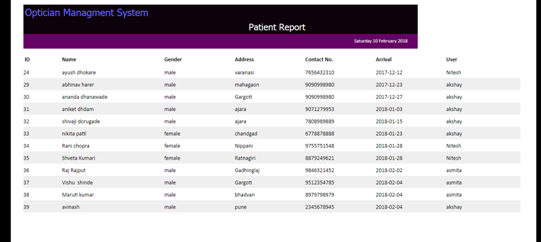 Optician Managment System
Patient Report
Saturday 10 February 2018
ID Name Gender Address Contact No. Arrival User
24 ayush dhokare male varanasi 7656432310 2017-12-12 Nitesh
29 abhinav harer male mahagaon 9090998980 2017-12-23 akshay
30 ananda dhanawade male Gargoti 9090998980 2017-12-27 akshay
31 aniket dhdam male ajara 9071279953 2018-01-03 akshay
32 shivaji dorugade male ajara 7808989889 2018-01-15 akshay
33 nikita patil female chandgad 6778878888 2018-01-23 akshay
34 Rani chopra female Nippani 9755751548 2018-01-28 Nitesh
35 Shveta Kumari female Ratnagiri 8879249621 2018-01-28 Nitesh
36 Raj Rajput male Gadhinglaj 9846321452 2018-02-02 asmita
37 Vishu shinde male Gargoti 9512354785 2018-02-04 asmita
38 Maruti kumar male bhadvan 8979798979 2018-02-04 asmita
39 avinash male pune 2345678945 2018-02-04 akshay